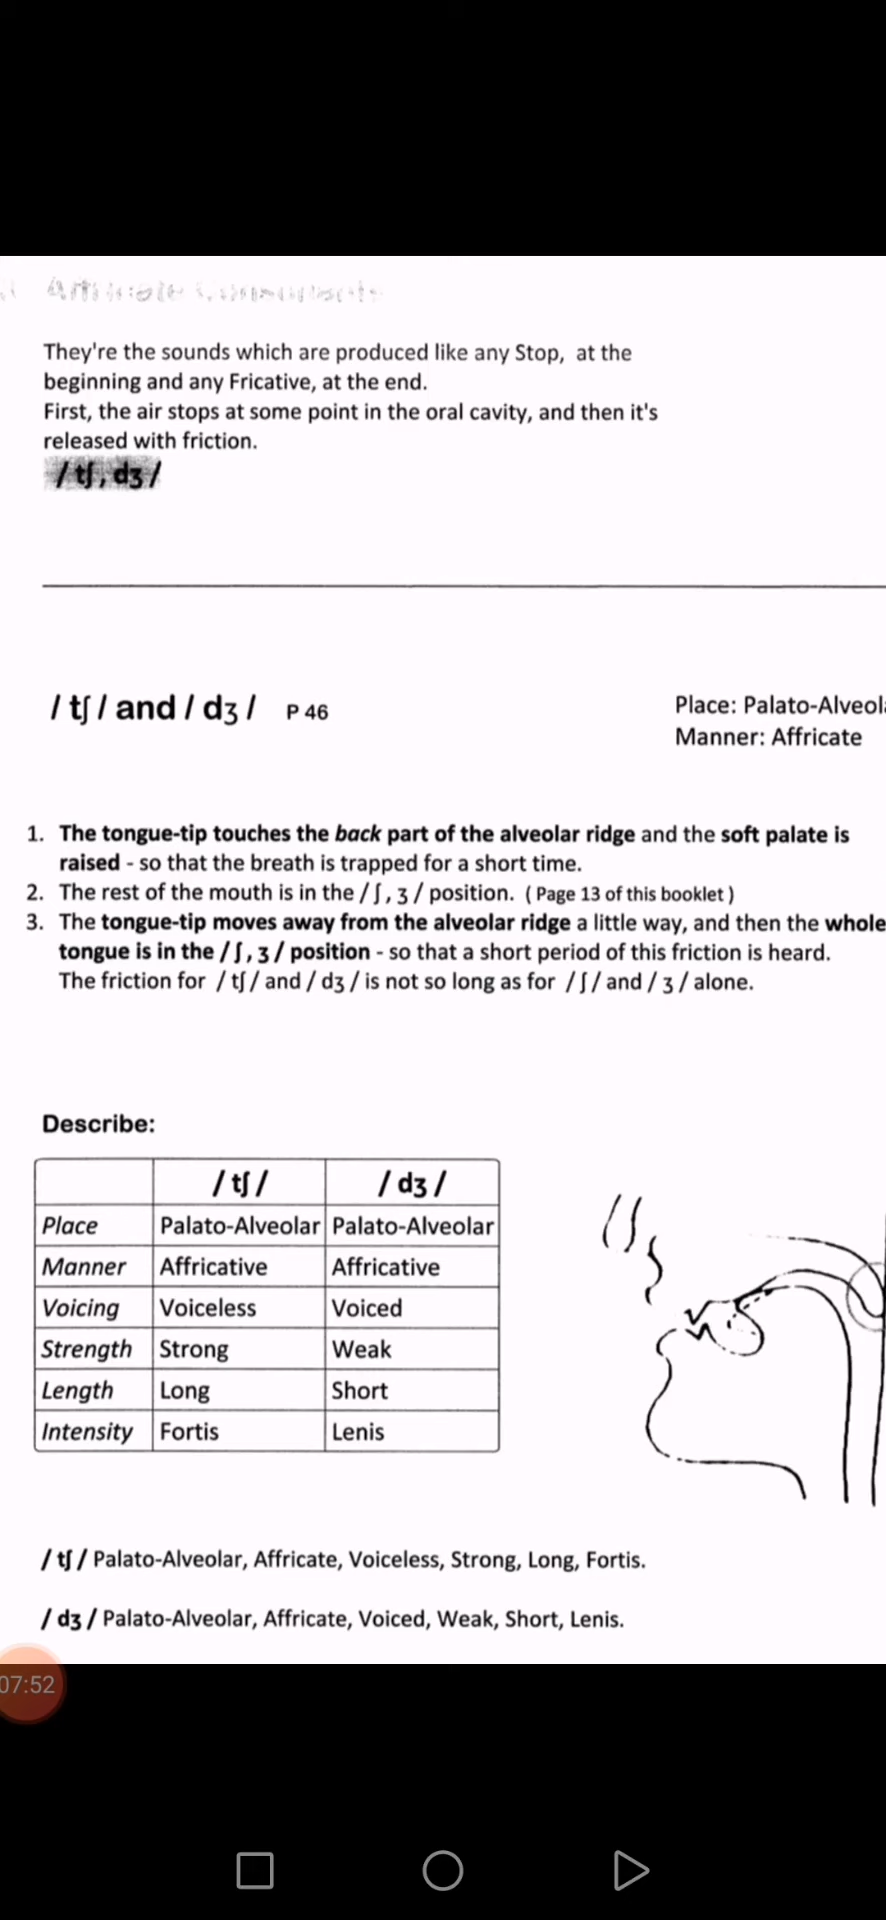 They're the sounds which are produced like any Stop, at the
beginning and any Fricative, at the end.
First, the air stops at some point in the oral cavity, and then it's
released with friction.
/ tʃ, dʒ /
/ tʃ / and / dʒ / P 46
Place: Palato-Alveola
Manner: Affricate
1. The tongue-tip touches the back part of the alveolar ridge and the soft palate is
raised - so that the breath is trapped for a short time.
2. The rest of the mouth is in the / ʃ , ʒ / position. ( Page 13 of this booklet )
3. The tongue-tip moves away from the alveolar ridge a little way, and then the whole
tongue is in the / ʃ , ʒ / position - so that a short period of this friction is heard.
The friction for / tʃ / and / dʒ / is not so long as for / ʃ / and / ʒ / alone.
Describe:
/ tʃ / / dʒ /
Place Palato-Alveolar Palato-Alveolar
Manner Affricative Affricative
Voicing Voiceless Voiced
Strength Strong Weak
Length Long Short
Intensity Fortis Lenis
/ tʃ / Palato-Alveolar, Affricate, Voiceless, Strong, Long, Fortis.
/ dʒ / Palato-Alveolar, Affricate, Voiced, Weak, Short, Lenis.
07:52